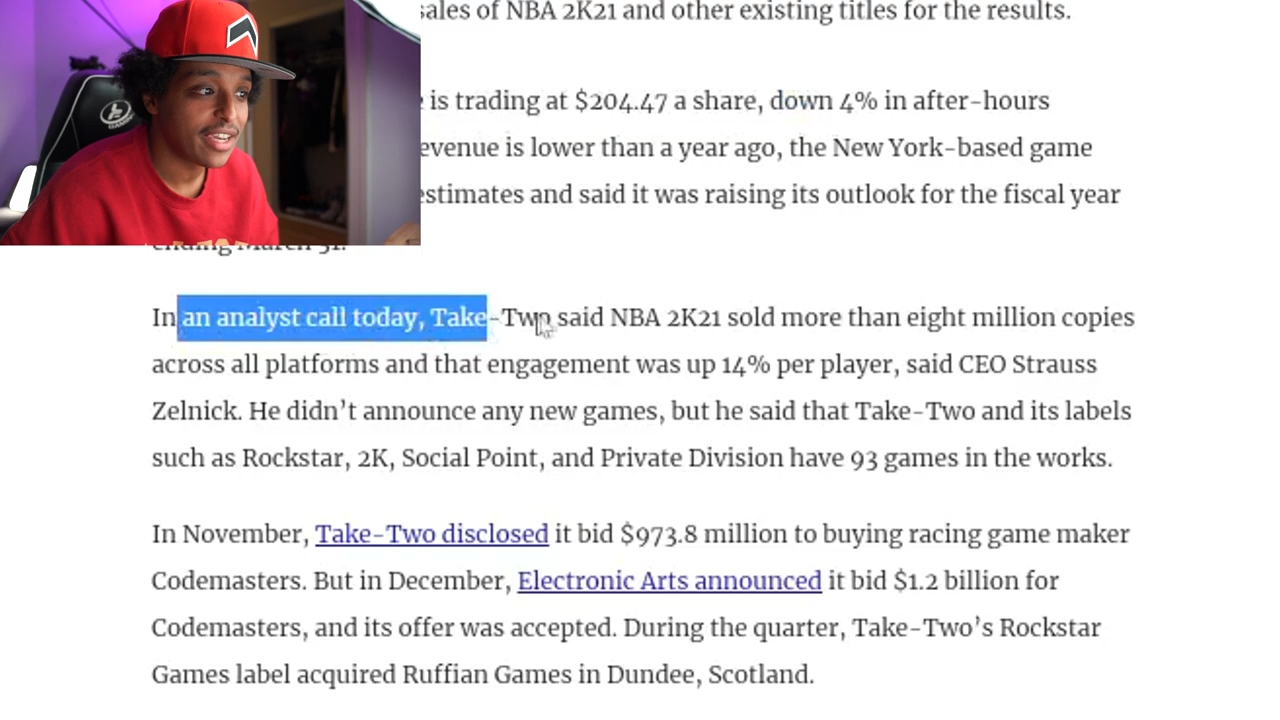 sales of NBA 2K21 and other existing titles for the results.
is trading at $204.47 a share, down 4% in after-hours
evenue is lower than a year ago, the New York-based game
estimates and said it was raising its outlook for the fiscal year
ending March 31.
In an analyst call today, Take-Two said NBA 2K21 sold more than eight million copies
across all platforms and that engagement was up 14% per player, said CEO Strauss
Zelnick. He didn’t announce any new games, but he said that Take-Two and its labels
such as Rockstar, 2K, Social Point, and Private Division have 93 games in the works.
In November, Take-Two disclosed it bid $973.8 million to buying racing game maker
Codemasters. But in December, Electronic Arts announced it bid $1.2 billion for
Codemasters, and its offer was accepted. During the quarter, Take-Two’s Rockstar
Games label acquired Ruffian Games in Dundee, Scotland.